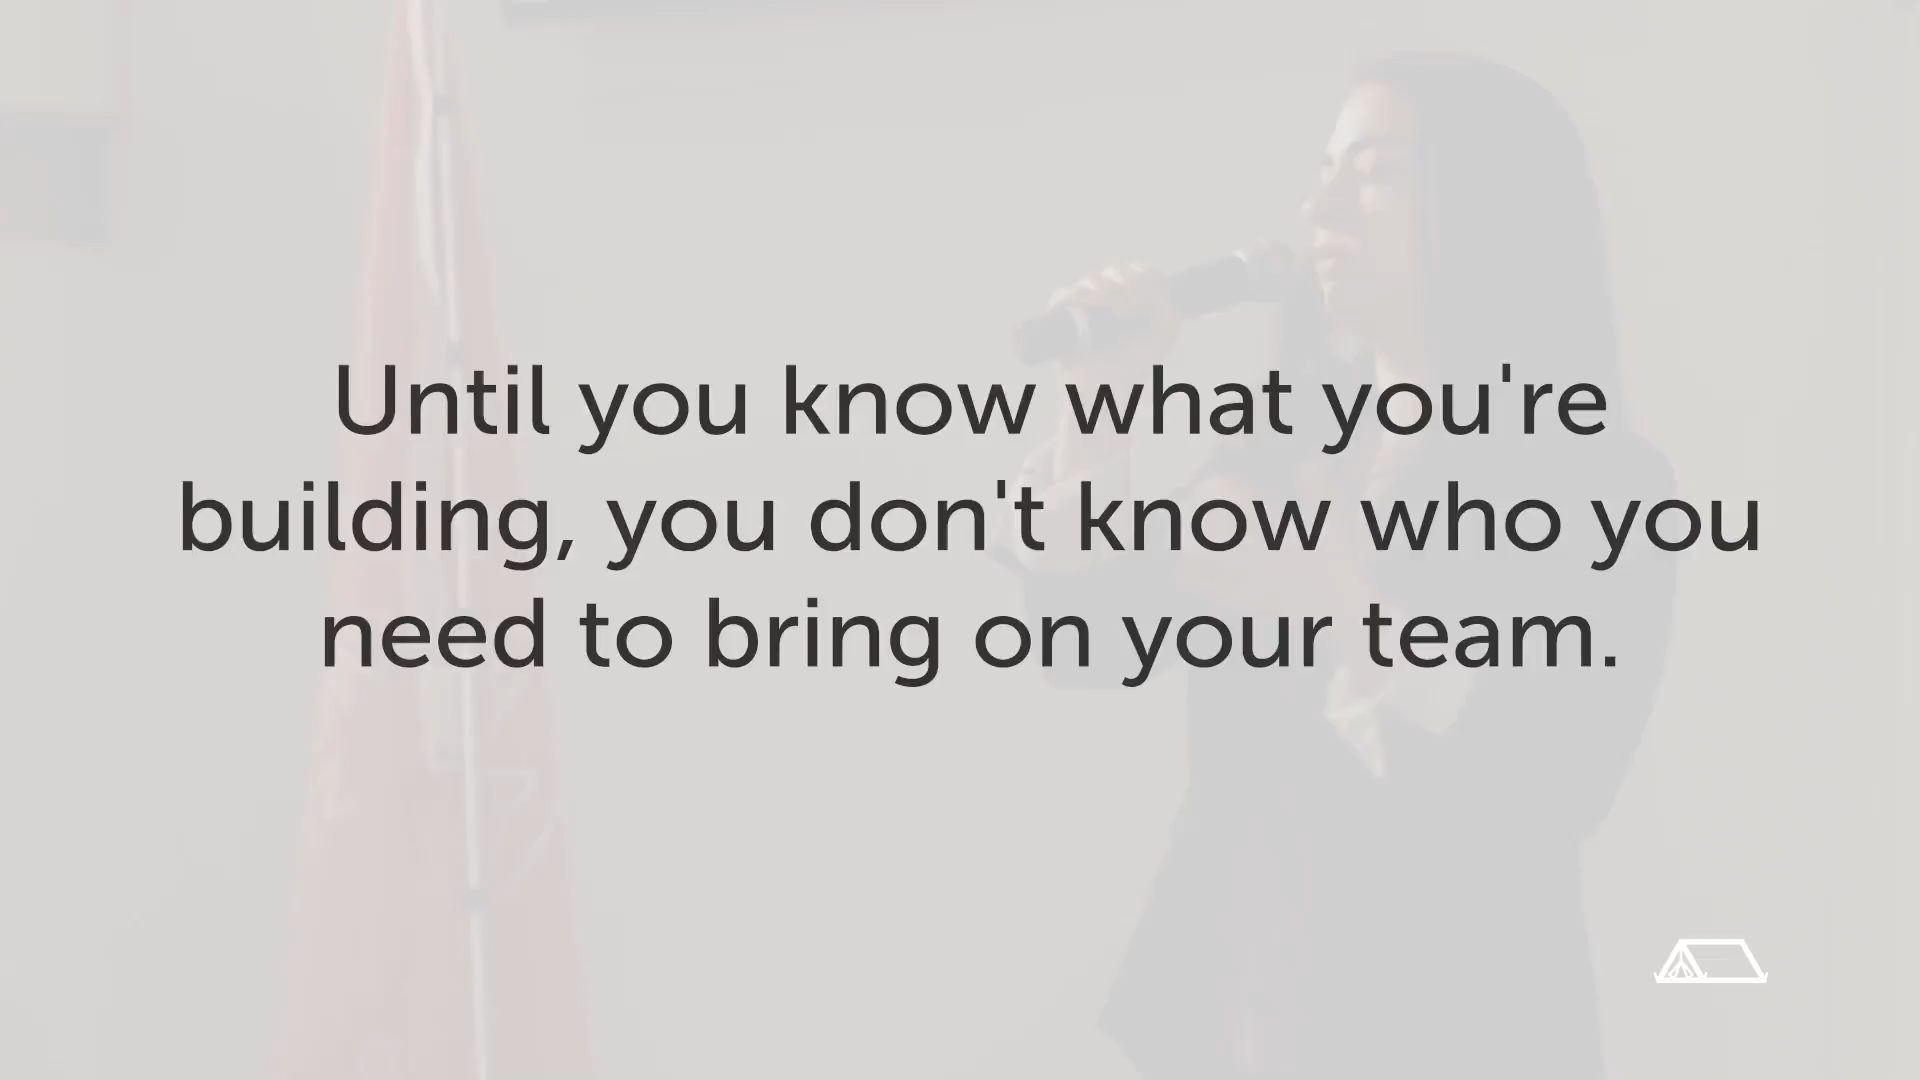 Until you know what you're
building, you don't know who you
need to bring on your team.